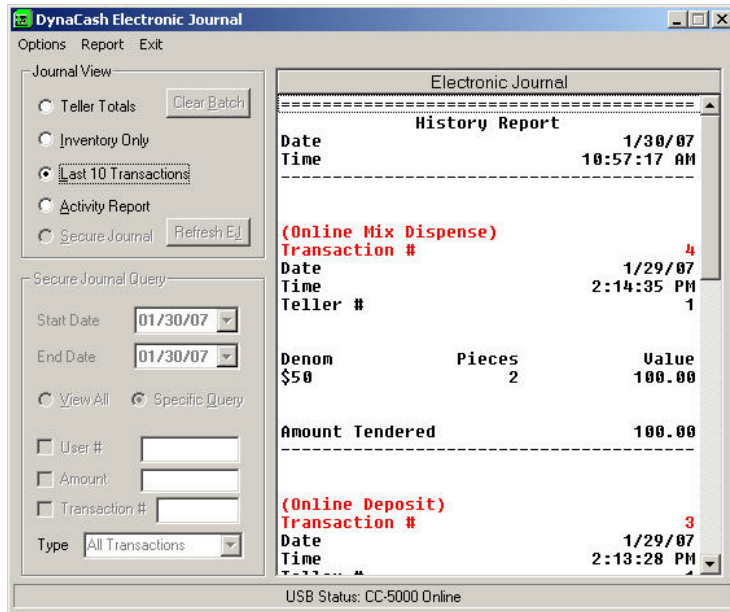 DynaCash Electronic Journal
Options Report Exit
Journal View
Teller Totals
Clear Batch
Inventory Only
Last 10 Transactions
Activity Report
Secure Journal
Refresh EJ
Secure Journal Query
Start Date 01/30/07
End Date 01/30/07
View All Specific Query
User #
Amount
Transaction #
Type All Transactions
Electronic Journal
==========================================
History Report
Date 1/30/07
Time 10:57:17 AM
------------------------------------------
(Online Mix Dispense)
Transaction # 4
Date 1/29/07
Time 2:14:35 PM
Teller # 1
Denom Pieces Value
$50 2 100.00
Amount Tendered 100.00
------------------------------------------
(Online Deposit)
Transaction # 3
Date 1/29/07
Time 2:13:28 PM
Teller # 1
USB Status: CC-5000 Online